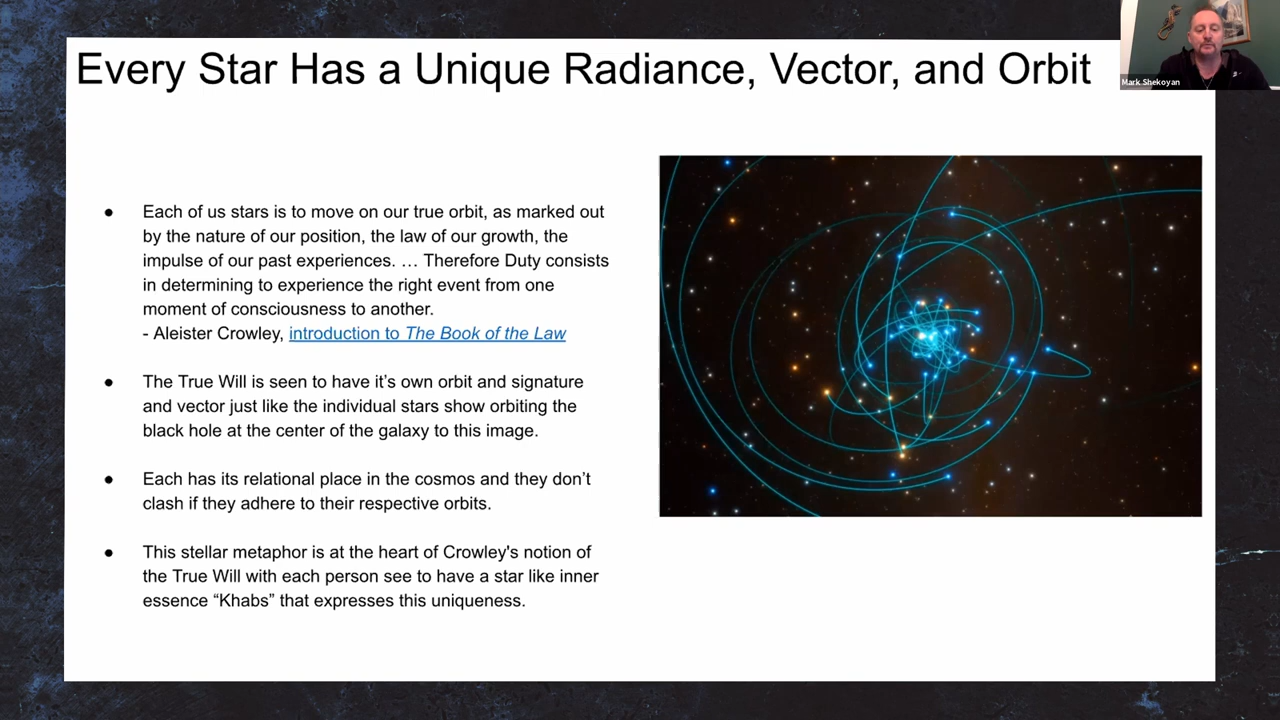 Every Star Has a Unique Radiance, Vector, and Orbit
Mark Shekoyan
● Each of us stars is to move on our true orbit, as marked out
by the nature of our position, the law of our growth, the
impulse of our past experiences. … Therefore Duty consists
in determining to experience the right event from one
moment of consciousness to another.
- Aleister Crowley, introduction to The Book of the Law
● The True Will is seen to have it’s own orbit and signature
and vector just like the individual stars show orbiting the
black hole at the center of the galaxy to this image.
● Each has its relational place in the cosmos and they don’t
clash if they adhere to their respective orbits.
● This stellar metaphor is at the heart of Crowley's notion of
the True Will with each person see to have a star like inner
essence “Khabs” that expresses this uniqueness.